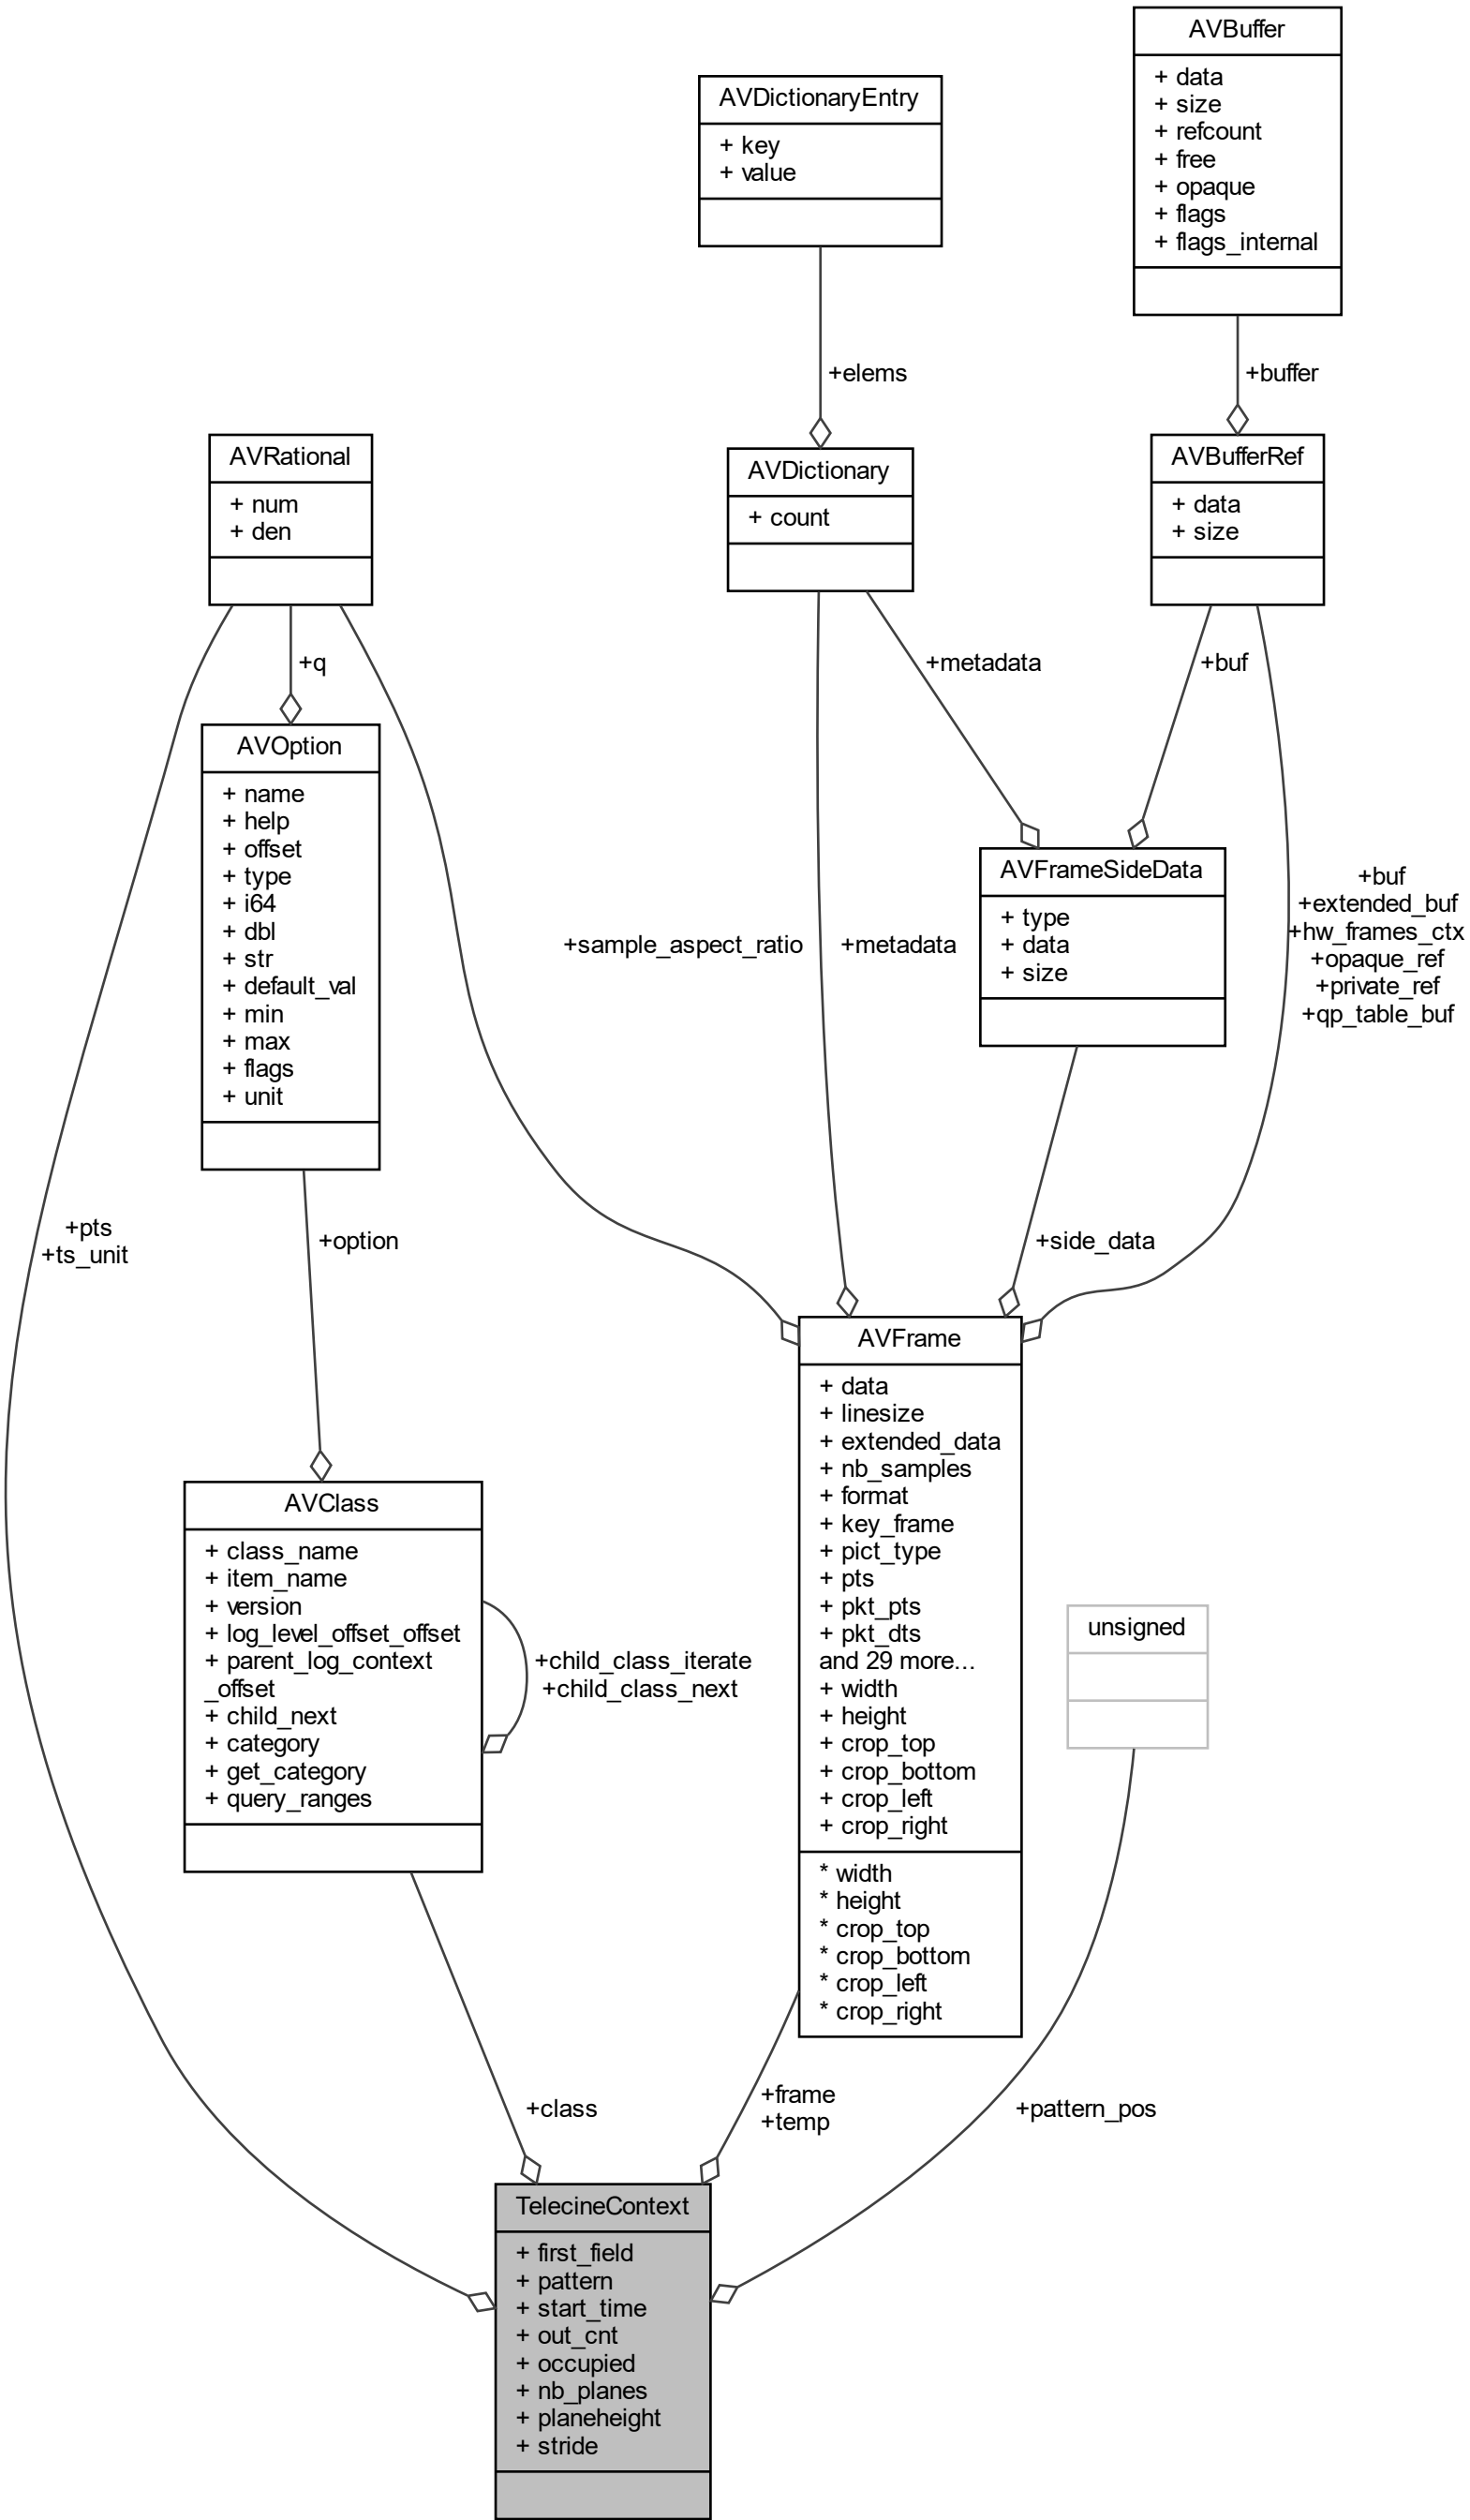 AVBuffer
+ data
+ size
+ refcount
+ free
+ opaque
+ flags
+ flags_internal
AVDictionaryEntry
+ key
+ value
+elems
+buffer
AVRational
+ num
+ den
AVDictionary
+ count
AVBufferRef
+ data
+ size
+q
+metadata
+buf
AVOption
+ name
+ help
+ offset
+ type
+ i64
+ dbl
+ str
+ default_val
+ min
+ max
+ flags
+ unit
AVFrameSideData
+ type
+ data
+ size
+sample_aspect_ratio
+metadata
+buf
+extended_buf
+hw_frames_ctx
+opaque_ref
+private_ref
+qp_table_buf
+pts
+ts_unit
+option
+side_data
AVFrame
+ data
+ linesize
+ extended_data
+ nb_samples
+ format
+ key_frame
+ pict_type
+ pts
+ pkt_pts
+ pkt_dts
and 29 more...
+ width
+ height
+ crop_top
+ crop_bottom
+ crop_left
+ crop_right
* width
* height
* crop_top
* crop_bottom
* crop_left
* crop_right
AVClass
+ class_name
+ item_name
+ version
+ log_level_offset_offset
+ parent_log_context
_offset
+ child_next
+ category
+ get_category
+ query_ranges
+child_class_iterate
+child_class_next
unsigned
+class
+frame
+temp
+pattern_pos
TelecineContext
+ first_field
+ pattern
+ start_time
+ out_cnt
+ occupied
+ nb_planes
+ planeheight
+ stride